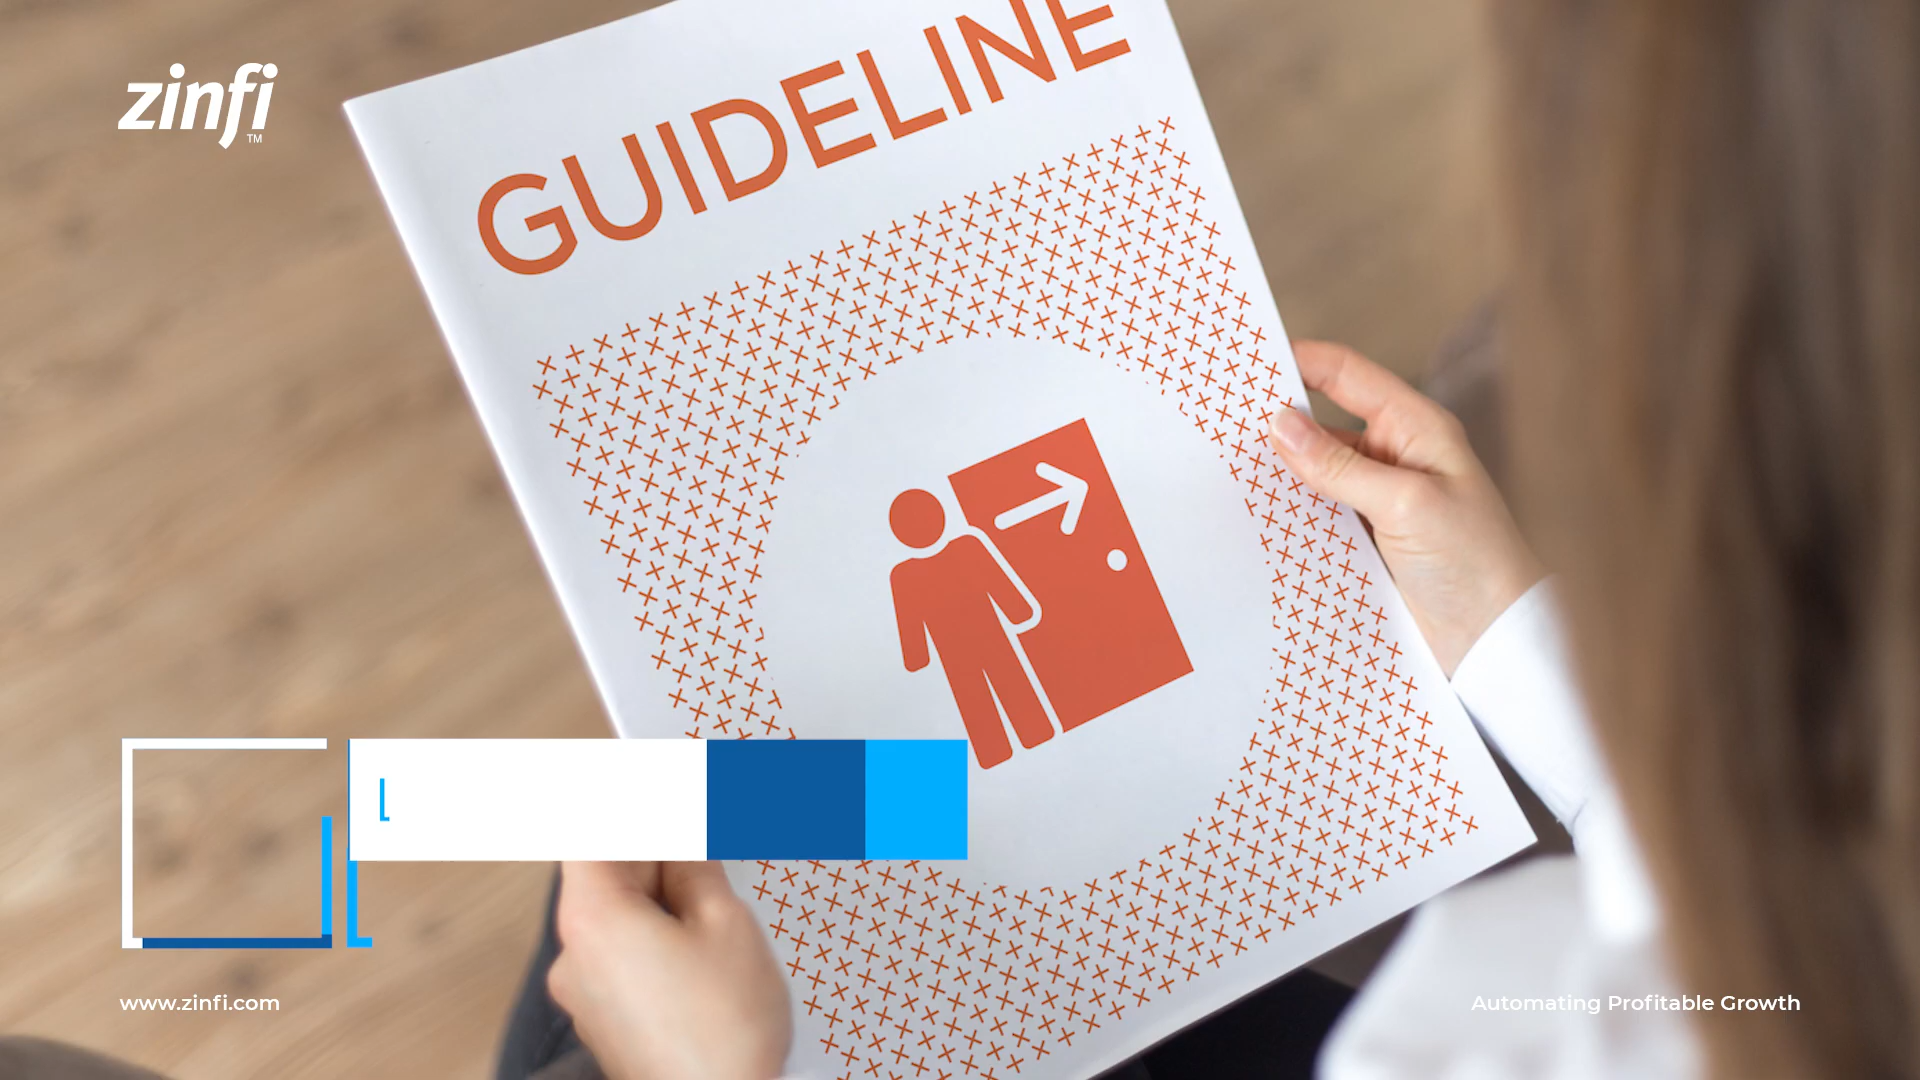 zinfi
TM
GUIDELINE
www.zinfi.com
Automating Profitable Growth